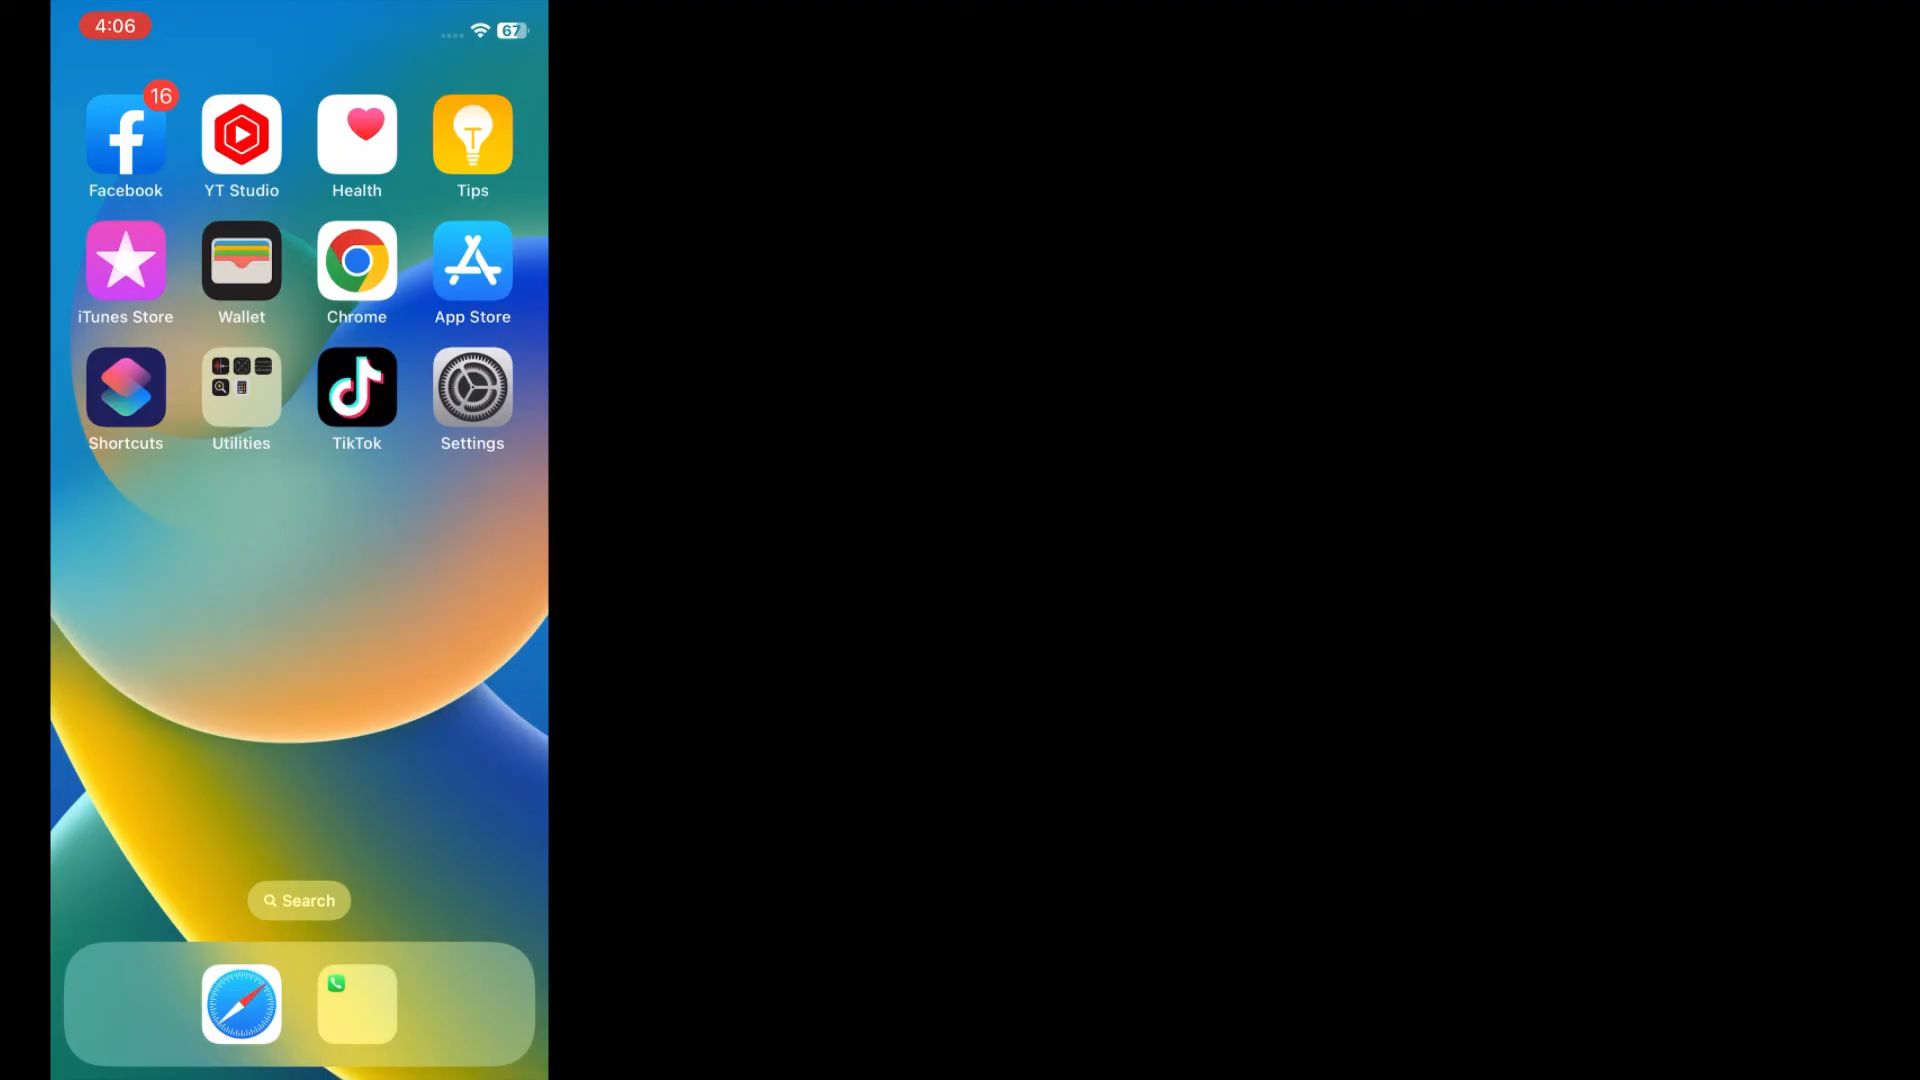 4:06
67
16
Facebook
YT Studio
Health
Tips
iTunes Store
Wallet
Chrome
App Store
Shortcuts
Utilities
TikTok
Settings
Search